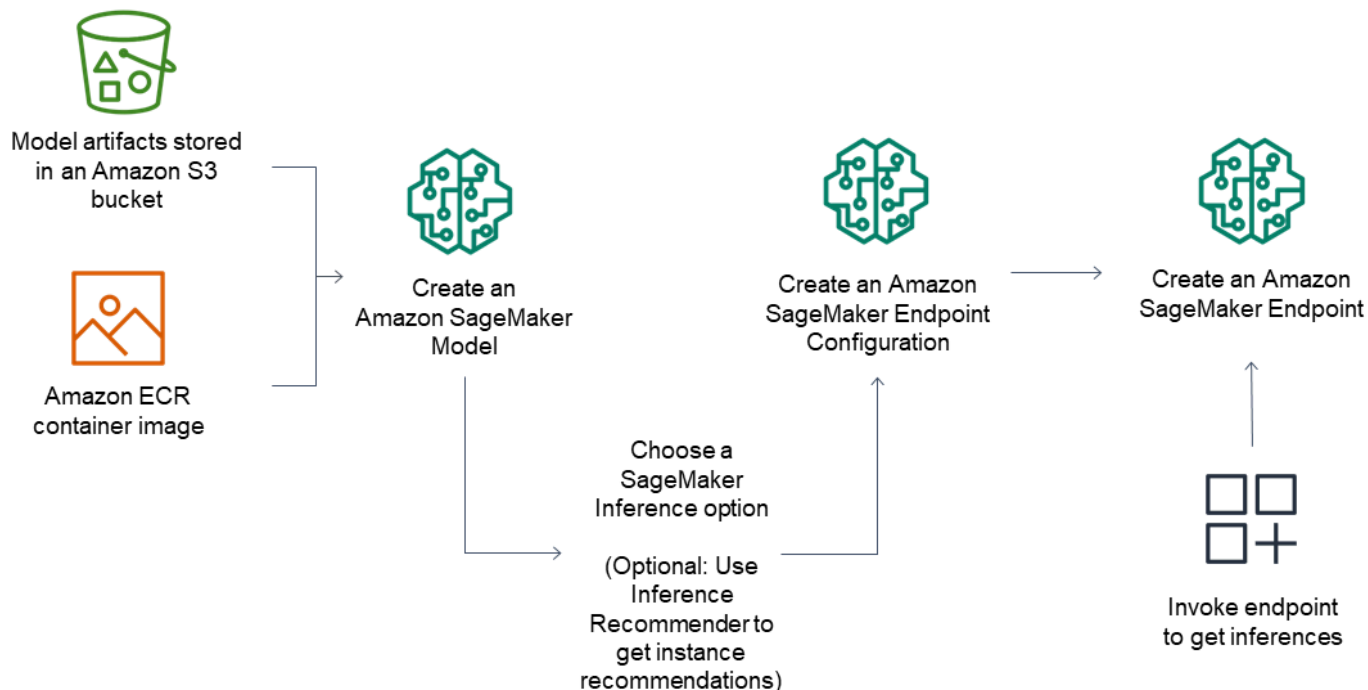 Model artifacts stored
in an Amazon S3
bucket
Amazon ECR
container image
Create an
Amazon SageMaker
Model
Choose a
SageMaker
Inference option
(Optional: Use
Inference
Recommender to
get instance
recommendations)
Create an Amazon
SageMaker Endpoint
Configuration
Create an Amazon
SageMaker Endpoint
Invoke endpoint
to get inferences